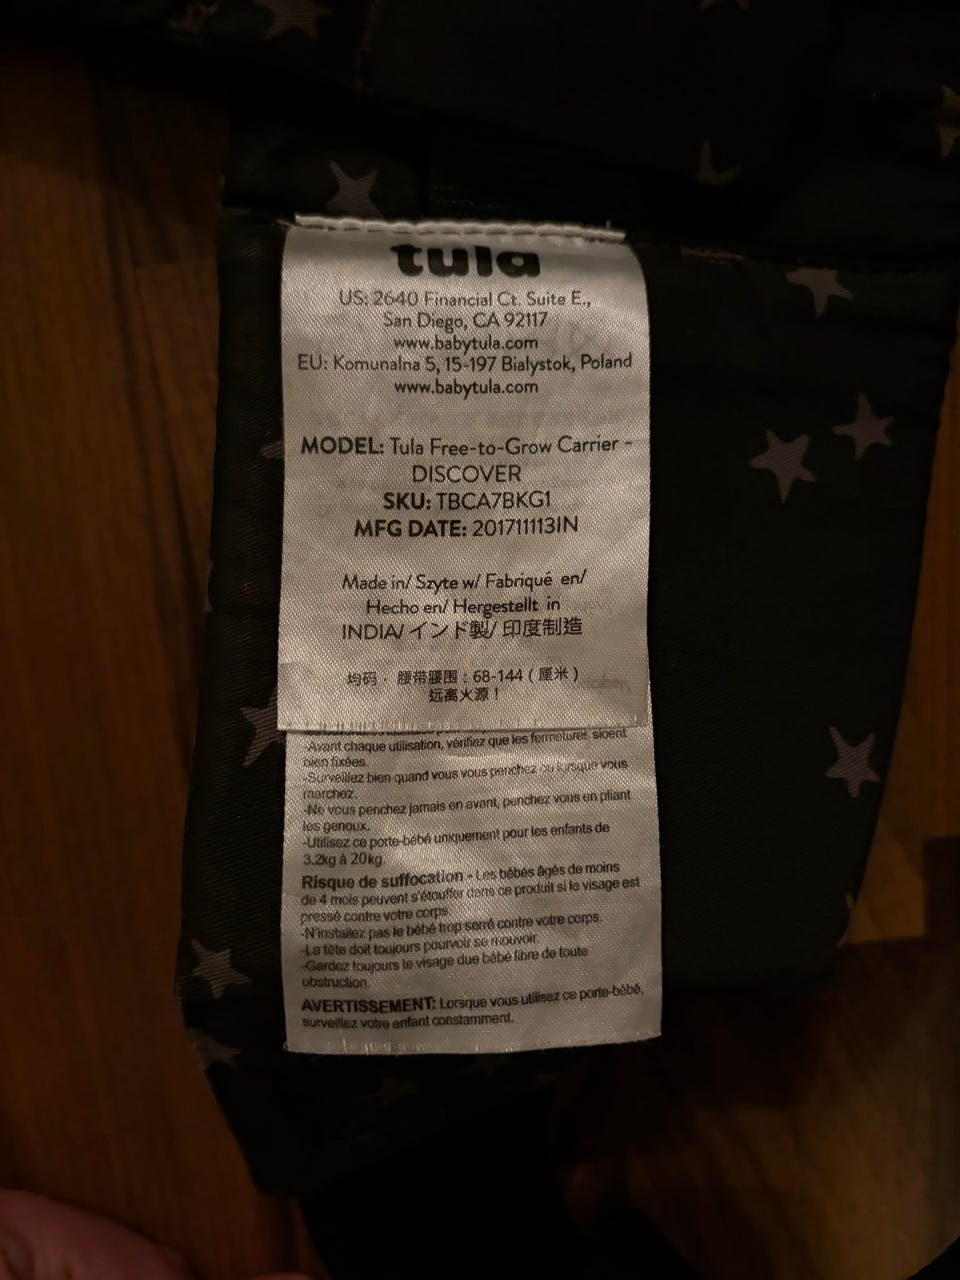 tula
US: 2640 Financial Ct. Suite E.,
San Diego, CA 92117
www.babytula.com
EU: Komunalna 5, 15-197 Bialystok, Poland
www.babytula.com
MODEL: Tula Free-to-Grow Carrier -
DISCOVER
SKU: TBCA7BKG1
MFG DATE: 201711113IN
Made in/ Szyte w/ Fabriqué en/
Hecho en/ Hergestellt in
INDIA/ インド製/ 印度制造
均码 · 腰带腰围 : 68-144 ( 厘米 )
远离火源 !
-Avant chaque utilisation, vérifiez que les fermetures soient
bien fixées.
-Surveillez bien quand vous vous penchez ou lorsque vous
marchez.
-Ne vous penchez jamais en avant, penchez vous en pliant
les genoux.
-Utilisez ce porte-bébé uniquement pour les enfants de
3.2kg à 20kg.
Risque de suffocation - Les bébés âgés de moins
de 4 mois peuvent s'étouffer dans ce produit si le visage est
pressé contre votre corps.
-N'installez pas le bébé trop serré contre votre corps.
-La tête doit toujours pourvoir se mouvoir.
-Gardez toujours le visage due bébé libre de toute
obstruction.
AVERTISSEMENT: Lorsque vous utilisez ce porte-bébé,
surveillez votre enfant constamment.